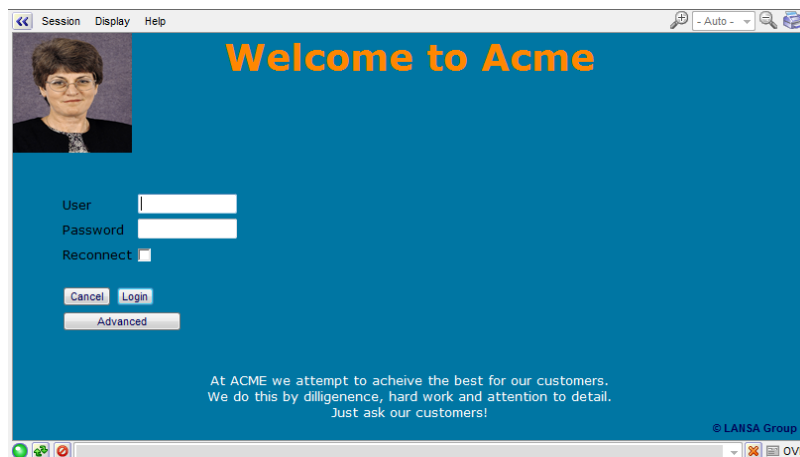 Session Display Help - Auto -
Welcome to Acme
User
Password
Reconnect
Cancel Login
Advanced
At ACME we attempt to acheive the best for our customers.
We do this by dilligenence, hard work and attention to detail.
Just ask our customers!
© LANSA Group